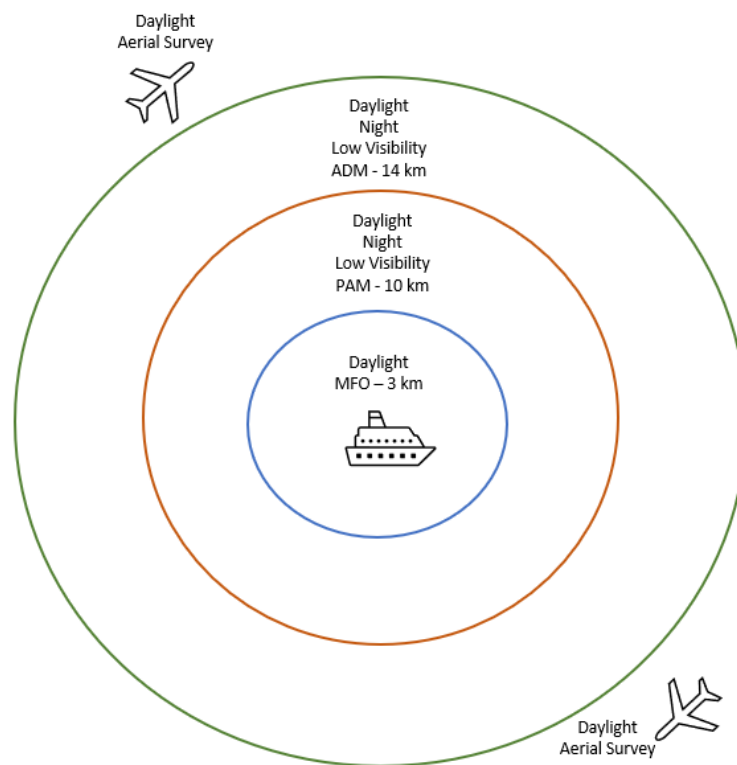 Daylight
Aerial Survey
Daylight
Night
Low Visibility
ADM - 14 km
Daylight
Night
Low Visibility
PAM - 10 km
Daylight
MFO – 3 km
Daylight
Aerial Survey